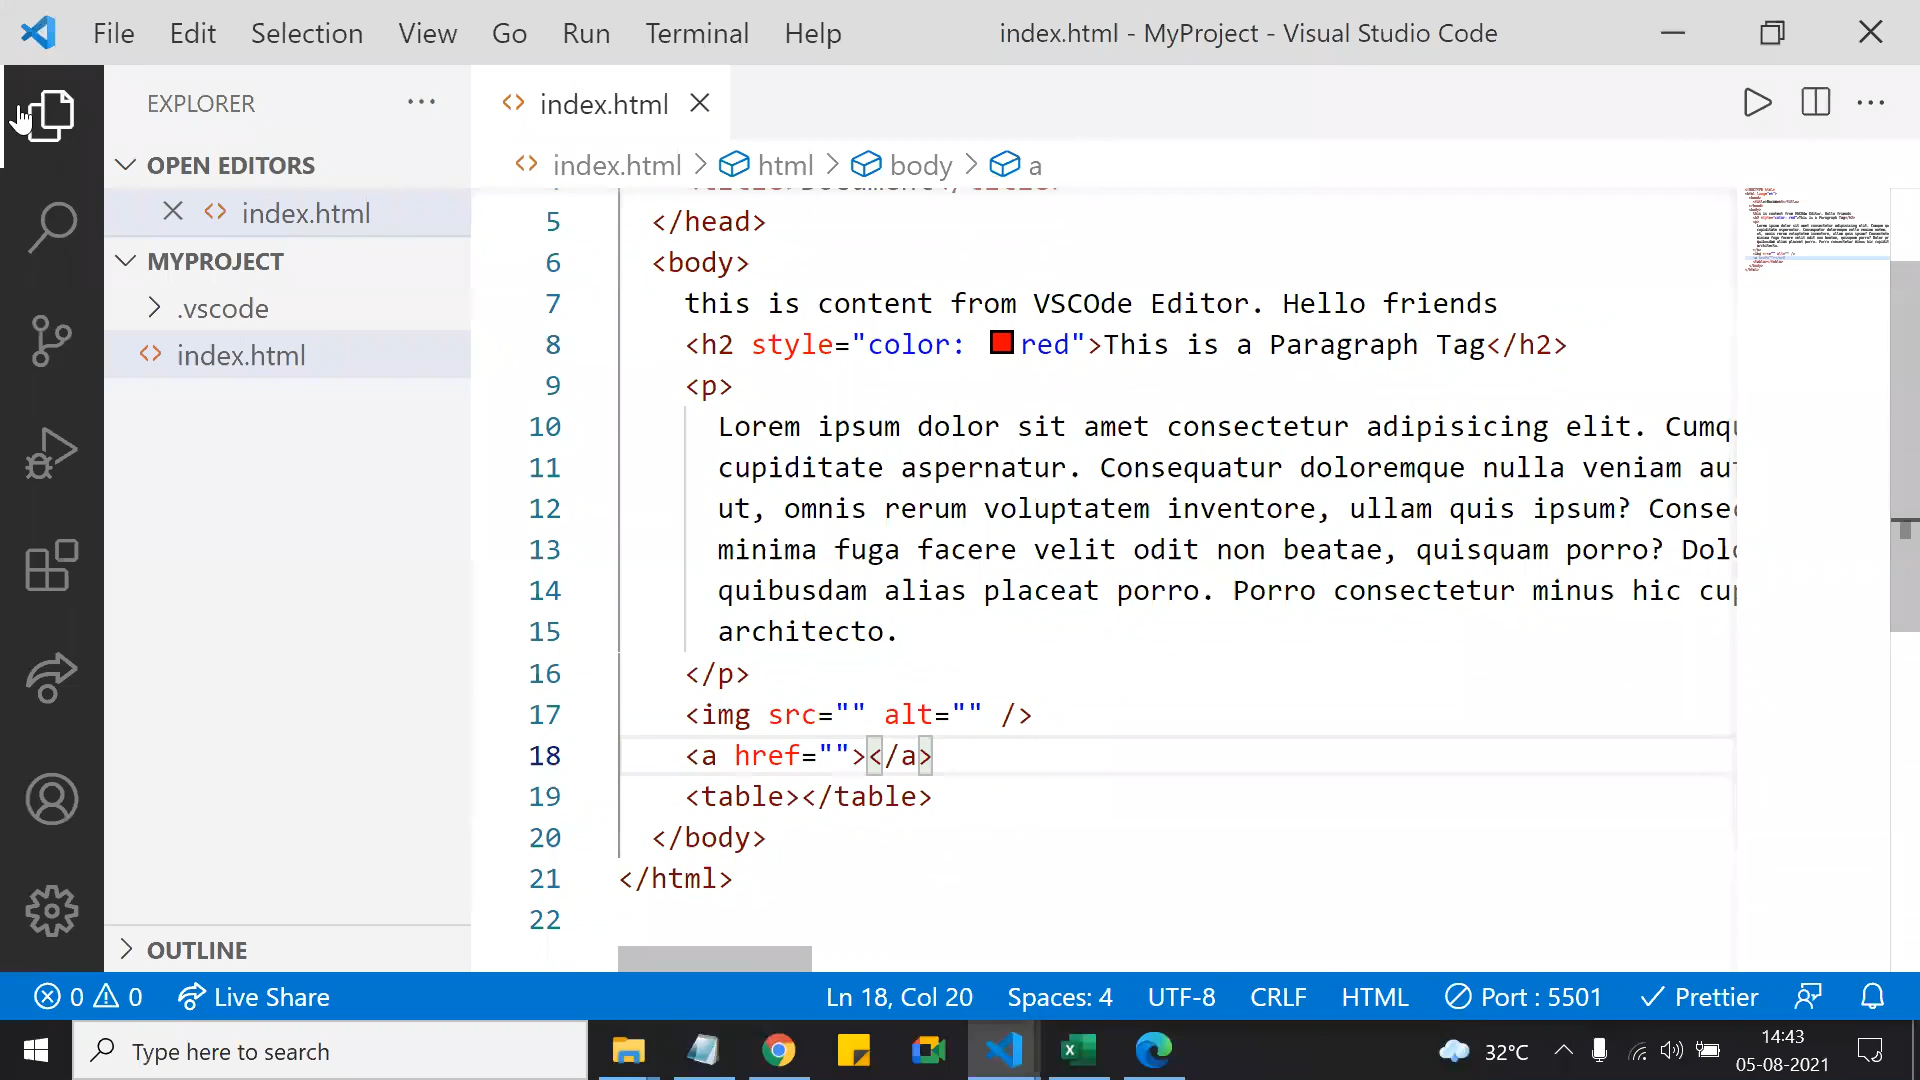 File Edit Selection View Go Run Terminal Help index.html - MyProject - Visual Studio Code
EXPLORER
OPEN EDITORS
index.html
MYPROJECT
.vscode
index.html
OUTLINE
index.html
index.html > html > body > a
5 </head>
6 <body>
7 this is content from VSCOde Editor. Hello friends
8 <h2 style="color: red">This is a Paragraph Tag</h2>
9 <p>
10 Lorem ipsum dolor sit amet consectetur adipisicing elit.
11 cupiditate aspernatur. Consequatur doloremque nulla veniam
12 ut, omnis rerum voluptatem inventore, ullam quis ipsum?
13 minima fuga facere velit odit non beatae, quisquam porro?
14 quibusdam alias placeat porro. Porro consectetur minus hic
15 architecto.
16 </p>
17 <img src="" alt="" />
18 <a href=""></a>
19 <table></table>
20 </body>
21 </html>
22
0 0 Live Share Ln 18, Col 20 Spaces: 4 UTF-8 CRLF HTML Port : 5501 Prettier
Type here to search
32°C
14:43
05-08-2021